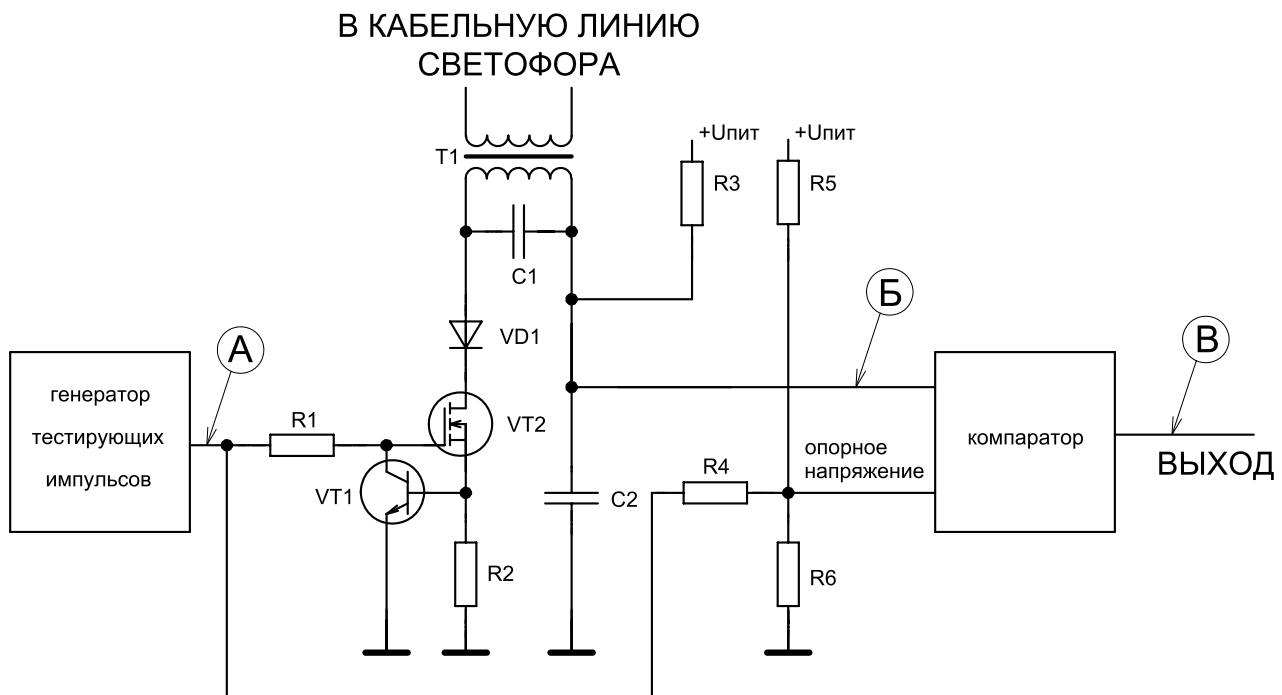 В КАБЕЛЬНУЮ ЛИНИЮ
СВЕТОФОРА
+Uпит
+Uпит
T1
R3
R5
C1
VD1
А
Б
В
генератор
тестирующих
импульсов
R1
VT2
компаратор
ВЫХОД
опорное
напряжение
R4
VT1
C2
R2
R6